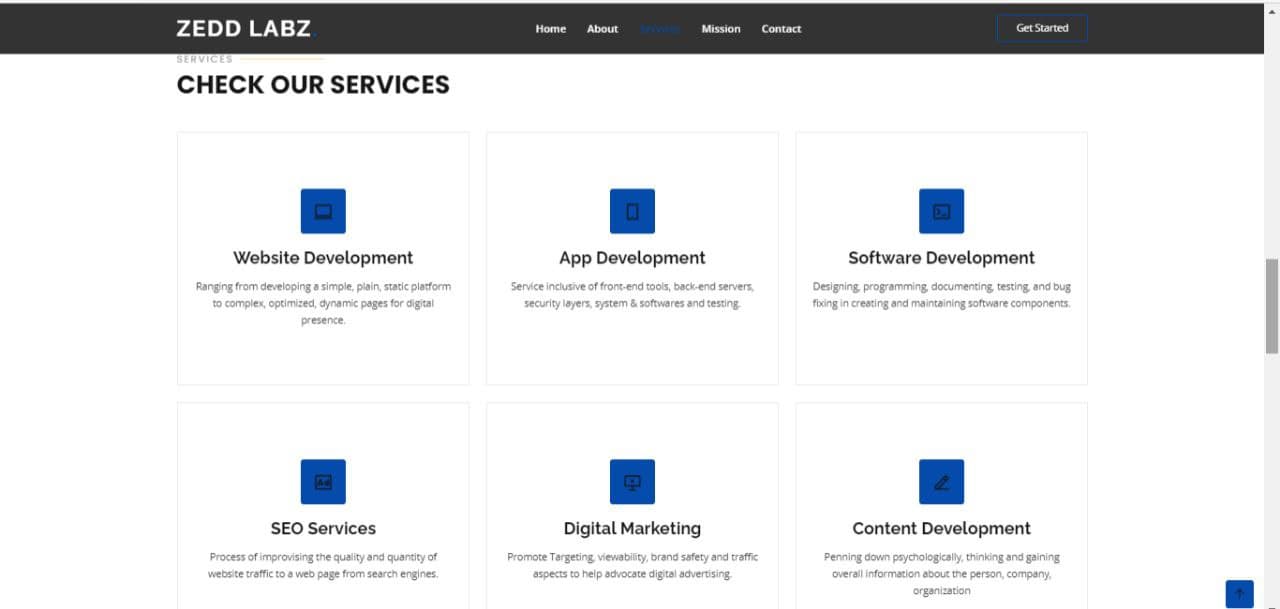 ZEDD LABZ.
Home
About
Services
Mission
Contact
Get Started
SERVICES
CHECK OUR SERVICES
Website Development
Ranging from developing a simple, plain, static platform
to complex, optimized, dynamic pages for digital
presence.
App Development
Service inclusive of front-end tools, back-end servers,
security layers, system & softwares and testing.
Software Development
Designing, programming, documenting, testing, and bug
fixing in creating and maintaining software components.
Ad
SEO Services
Process of improvising the quality and quantity of
website traffic to a web page from search engines.
Digital Marketing
Promote Targeting, viewability, brand safety and traffic
aspects to help advocate digital advertising.
Content Development
Penning down psychologically, thinking and gaining
overall information about the person, company,
organization